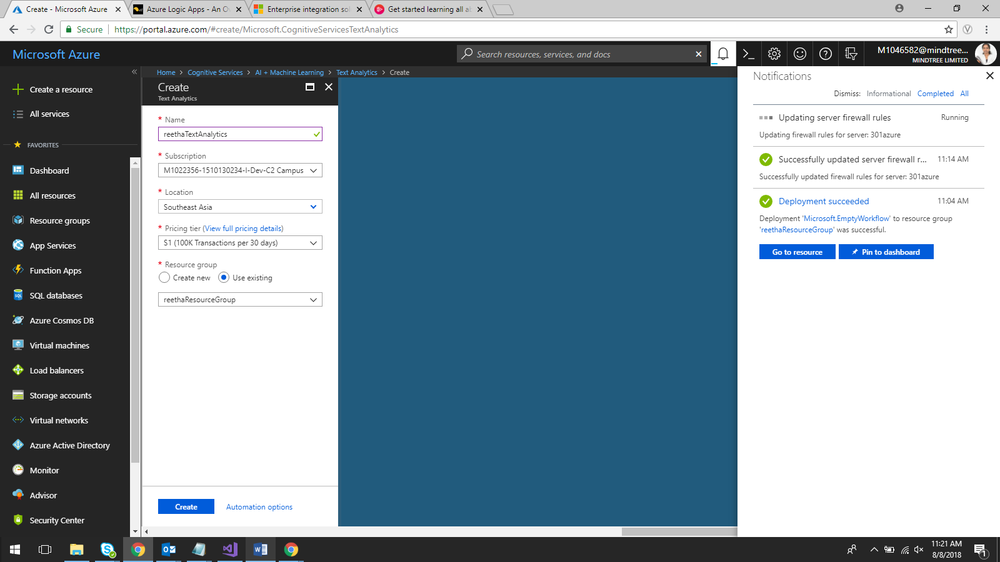 Create - Microsoft Azure
Azure Logic Apps - An Ov
Enterprise integration sol
Get started learning all ab
Secure
https://portal.azure.com/#create/Microsoft.CognitiveServicesTextAnalytics
Microsoft Azure
Search resources, services, and docs
M1046582@mindtree...
MINDTREE LIMITED
Create a resource
All services
FAVORITES
Dashboard
All resources
Resource groups
App Services
Function Apps
SQL databases
Azure Cosmos DB
Virtual machines
Load balancers
Storage accounts
Virtual networks
Azure Active Directory
Monitor
Advisor
Security Center
Home > Cognitive Services > AI + Machine Learning > Text Analytics > Create
Create
Text Analytics
* Name
reethaTextAnalytics
* Subscription
M1022356-1510130234-I-Dev-C2 Campus
* Location
Southeast Asia
* Pricing tier (View full pricing details)
S1 (100K Transactions per 30 days)
* Resource group
Create new Use existing
reethaResourceGroup
Create Automation options
Notifications
Dismiss: Informational Completed All
Updating server firewall rules Running
Updating firewall rules for server: 301azure
Successfully updated server firewall r... 11:14 AM
Successfully updated firewall rules for server: 301azure
Deployment succeeded 11:04 AM
Deployment 'Microsoft.EmptyWorkflow' to resource group
'reethaResourceGroup' was successful.
Go to resource Pin to dashboard
11:21 AM
8/8/2018
1